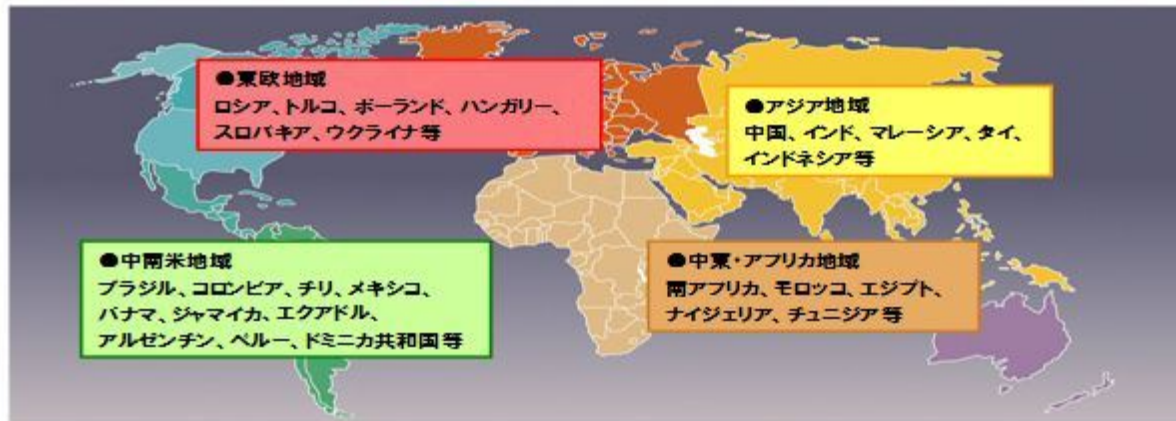 ●東欧地域
ロシア、トルコ、ポーランド、ハンガリー、
スロバキア、ウクライナ等
●アジア地域
中国、インド、マレーシア、タイ、
インドネシア等
●中南米地域
ブラジル、コロンビア、チリ、メキシコ、
パナマ、ジャマイカ、エクアドル、
アルゼンチン、ペルー、ドミニカ共和国等
●中東・アフリカ地域
南アフリカ、モロッコ、エジプト、
ナイジェリア、チュニジア等